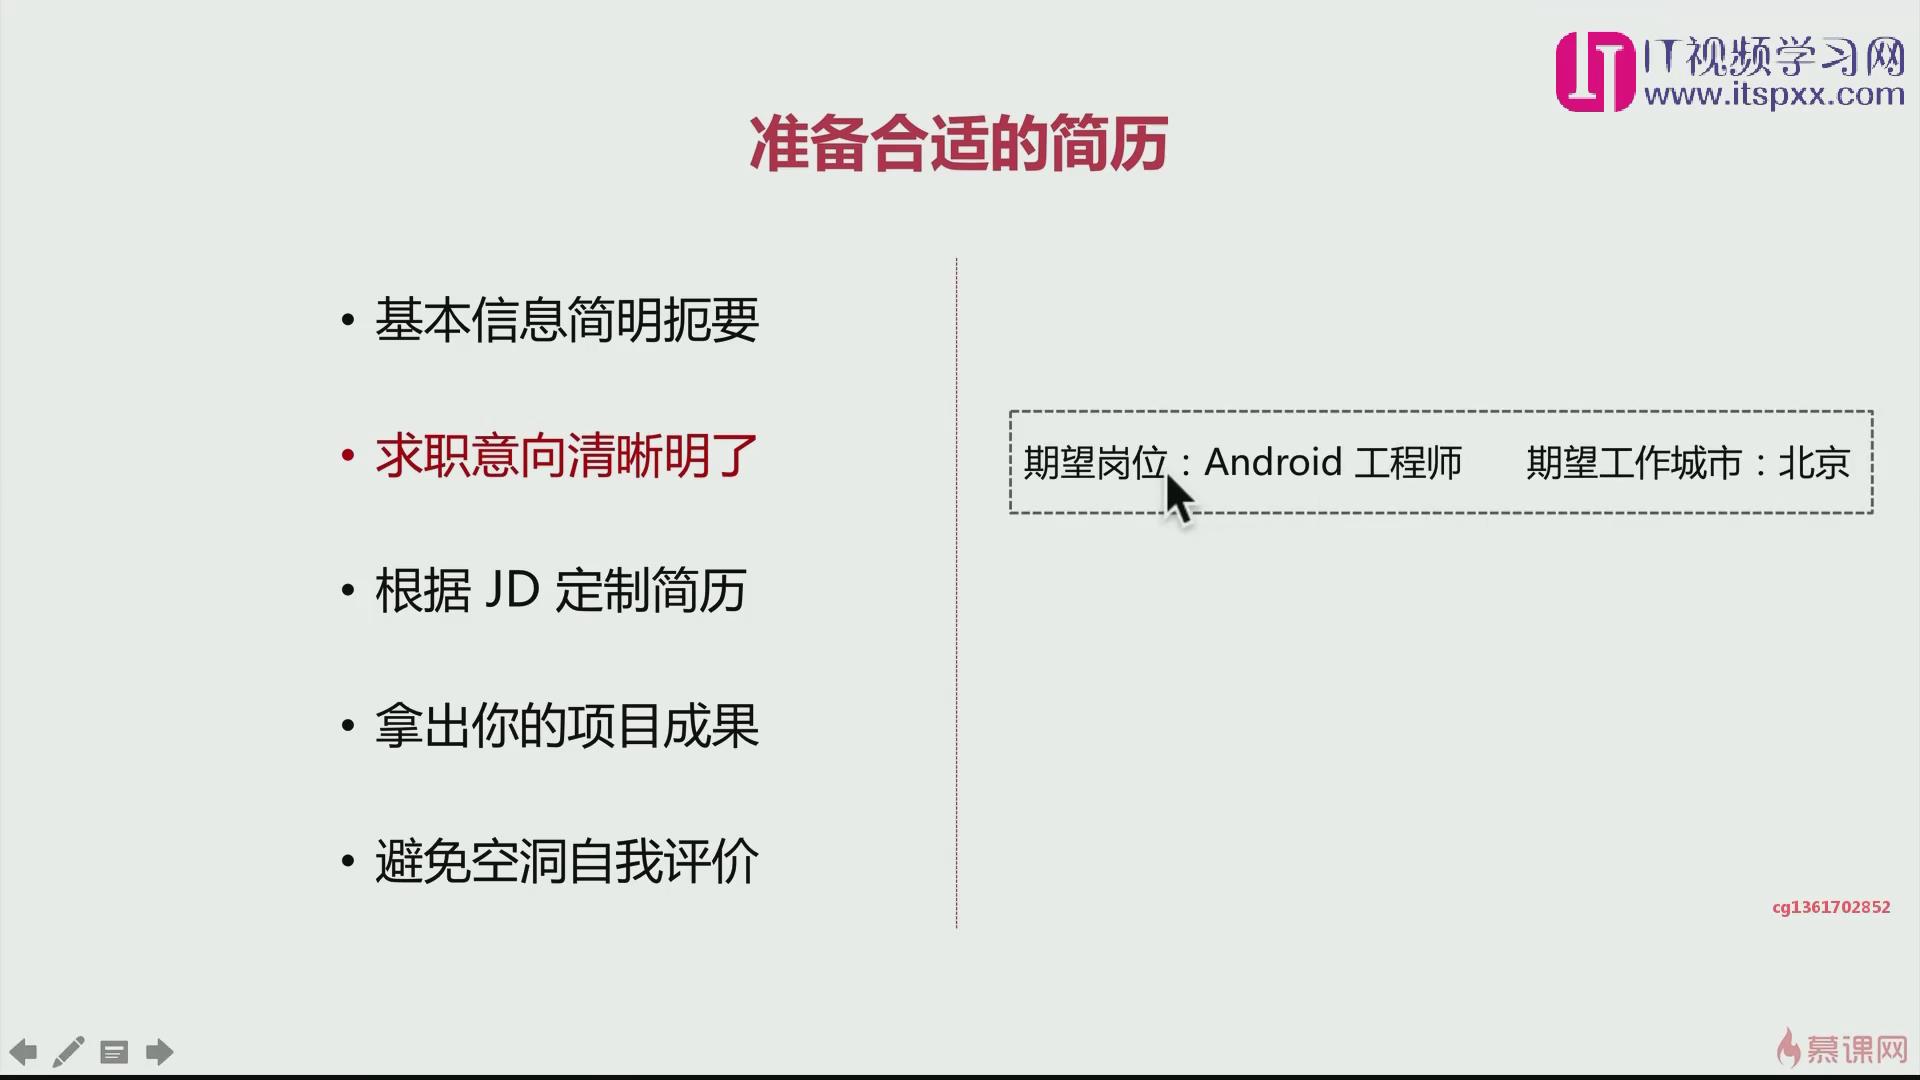 IT视频学习网
www.itspxx.com
准备合适的简历
• 基本信息简明扼要
• 求职意向清晰明了
• 根据 JD 定制简历
• 拿出你的项目成果
• 避免空洞自我评价
期望岗位：Android 工程师 期望工作城市：北京
cg1361702852
慕课网